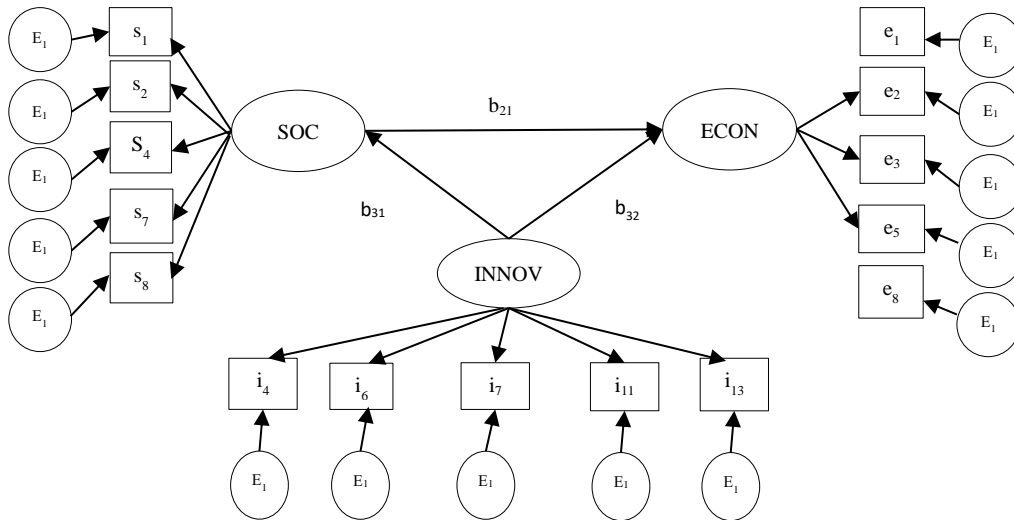 E₁ s₁
E₁ s₂
E₁ S₄
E₁ s₇
E₁ s₈
SOC
b₂₁
ECON
b₃₁
b₃₂
INNOV
e₁ E₁
e₂ E₁
e₃ E₁
e₅ E₁
e₈ E₁
i₄ i₆ i₇ i₁₁ i₁₃
E₁ E₁ E₁ E₁ E₁